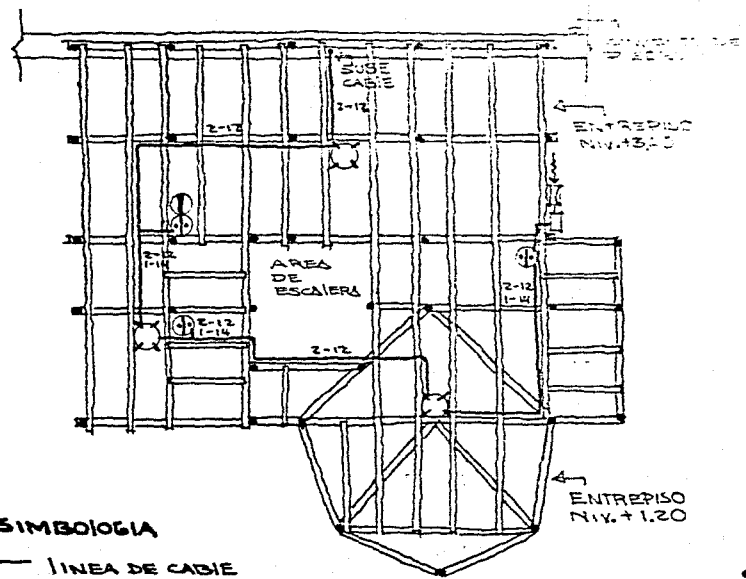 SUBE
CABLE
2-12
2-12
ENTREPISO
NIV.+3.20
AREA
DE
ESCALERA
2-12
1-14
2-12
1-14
2-12
1-14
2-12
ENTREPISO
NIV.+1.20
SIMBOLOGIA
LINEA DE CABLE